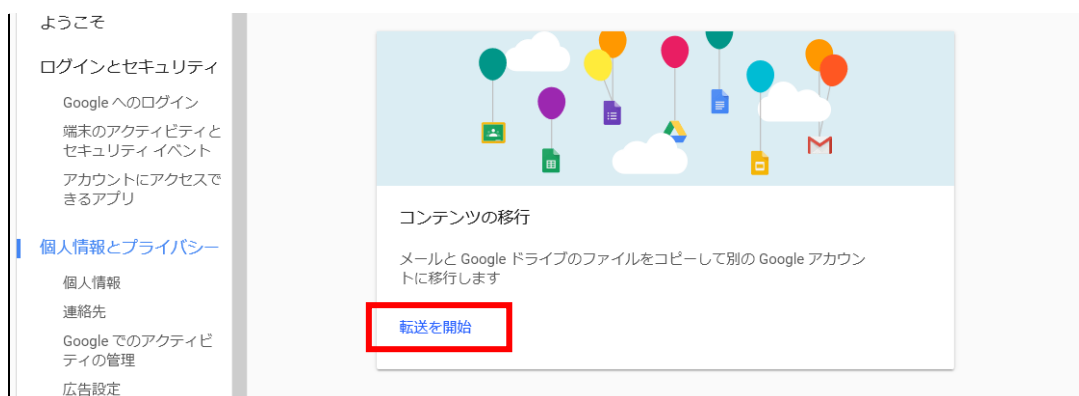 ようこそ
ログインとセキュリティ
Google へのログイン
端末のアクティビティと
セキュリティ イベント
アカウントにアクセスで
きるアプリ
個人情報とプライバシー
個人情報
連絡先
Google でのアクティビ
ティの管理
広告設定
コンテンツの移行
メールと Google ドライブのファイルをコピーして別の Google アカウン
トに移行します
転送を開始